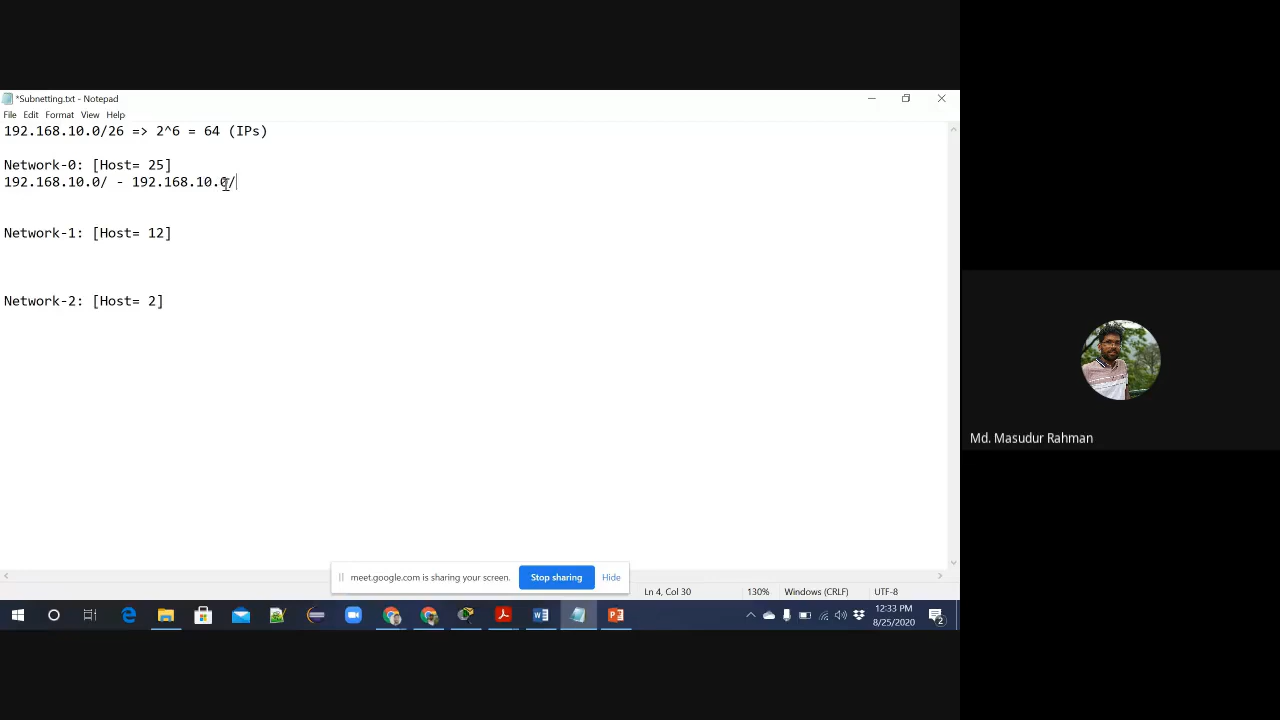 *Subnetting.txt - Notepad
File Edit Format View Help
192.168.10.0/26 => 2^6 = 64 (IPs)
Network-0: [Host= 25]
192.168.10.0/ - 192.168.10.0/
Network-1: [Host= 12]
Network-2: [Host= 2]
Md. Masudur Rahman
meet.google.com is sharing your screen. Stop sharing Hide
Ln 4, Col 30 130% Windows (CRLF) UTF-8
12:33 PM
8/25/2020
2